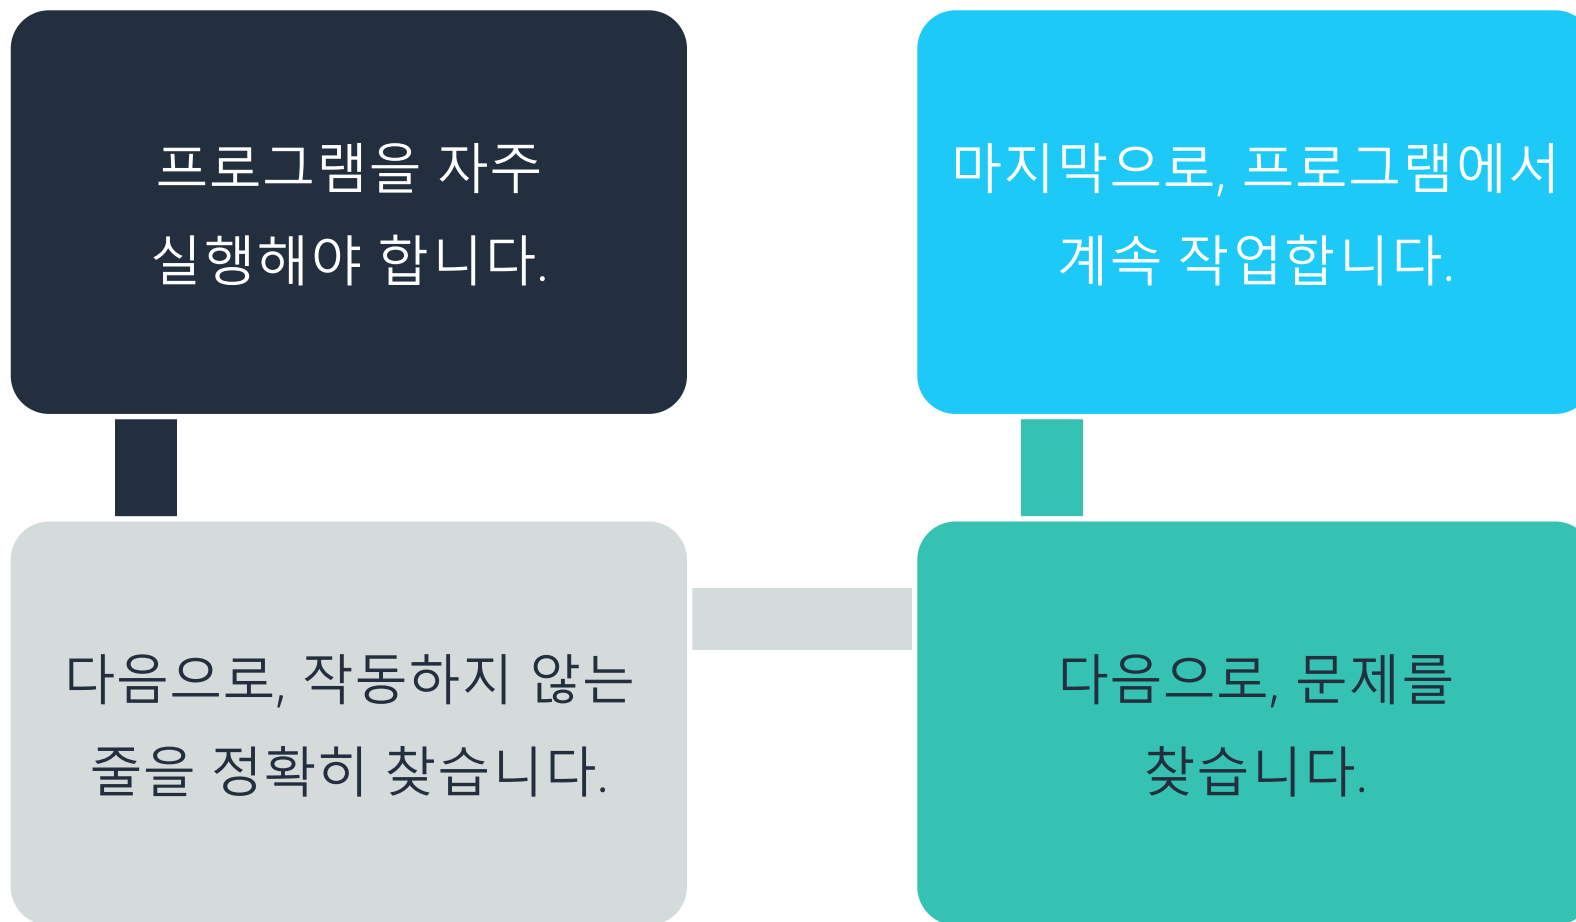 프로그램을 자주
실행해야 합니다.
다음으로, 작동하지 않는
줄을 정확히 찾습니다.
다음으로, 문제를
찾습니다.
마지막으로, 프로그램에서
계속 작업합니다.